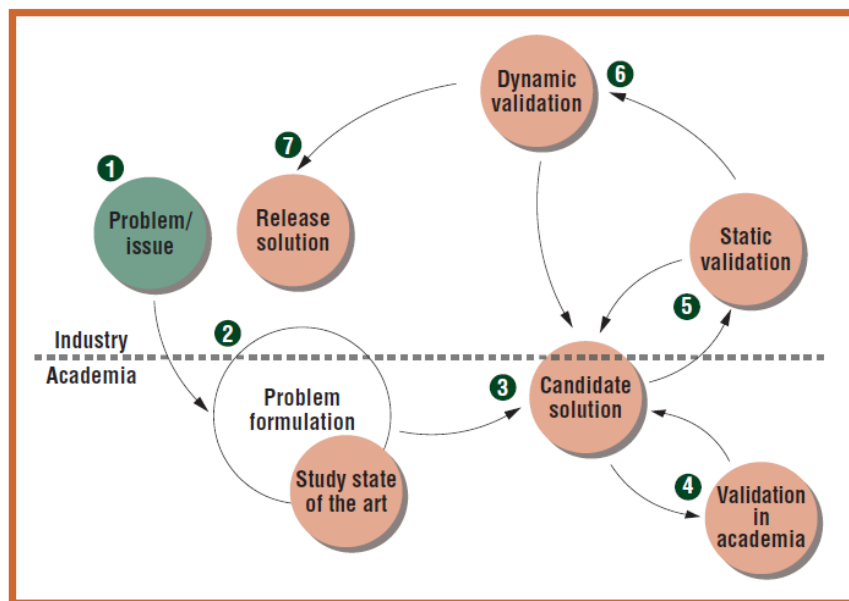 1
Problem/
issue
7
Release
solution
Dynamic
validation
6
Static
validation
5
Industry
Academia
2
Problem
formulation
Study state
of the art
3
Candidate
solution
4
Validation
in
academia